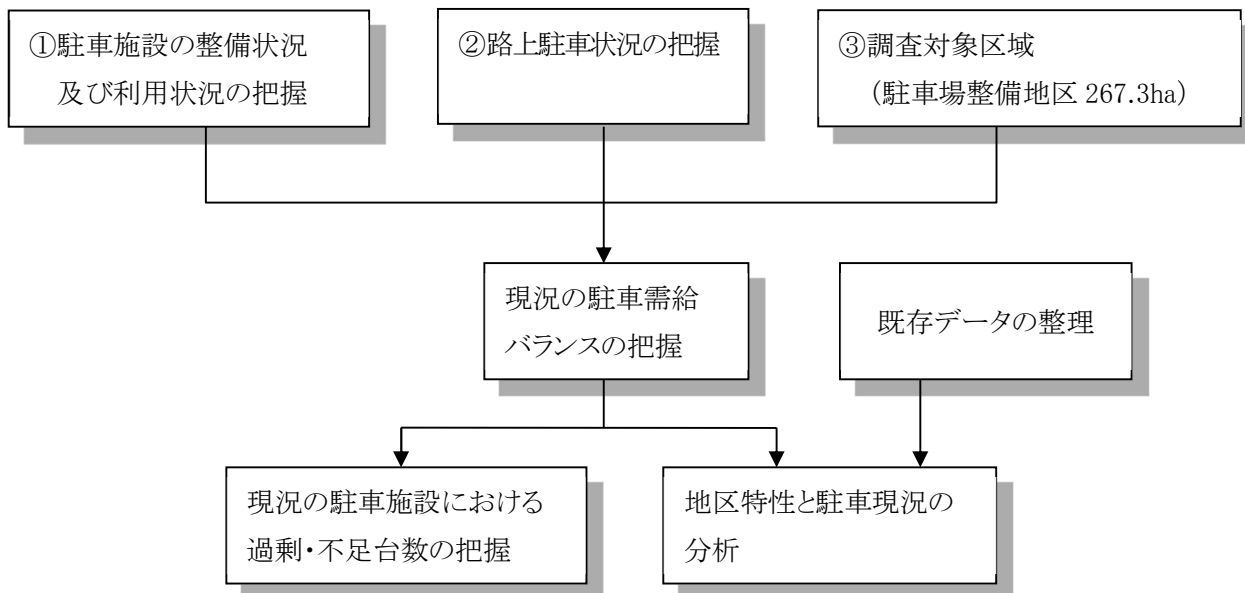 ①駐車施設の整備状況
及び利用状況の把握
②路上駐車状況の把握
③調査対象区域
（駐車場整備地区 267.3ha）
現況の駐車需給
バランスの把握
既存データの整理
現況の駐車施設における
過剰・不足台数の把握
地区特性と駐車現況の
分析